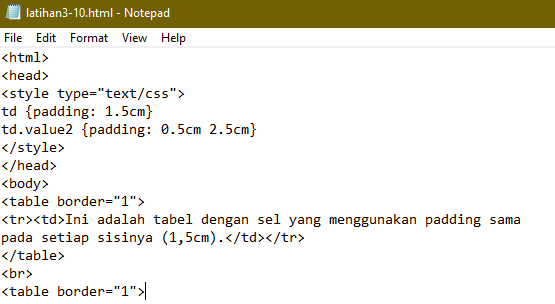 latihan3-10.html - Notepad
File Edit Format View Help
<html>
<head>
<style type="text/css">
td {padding: 1.5cm}
td.value2 {padding: 0.5cm 2.5cm}
</style>
</head>
<body>
<table border="1">
<tr><td>Ini adalah tabel dengan sel yang menggunakan padding sama
pada setiap sisinya (1,5cm).</td></tr>
</table>
<br>
<table border="1">